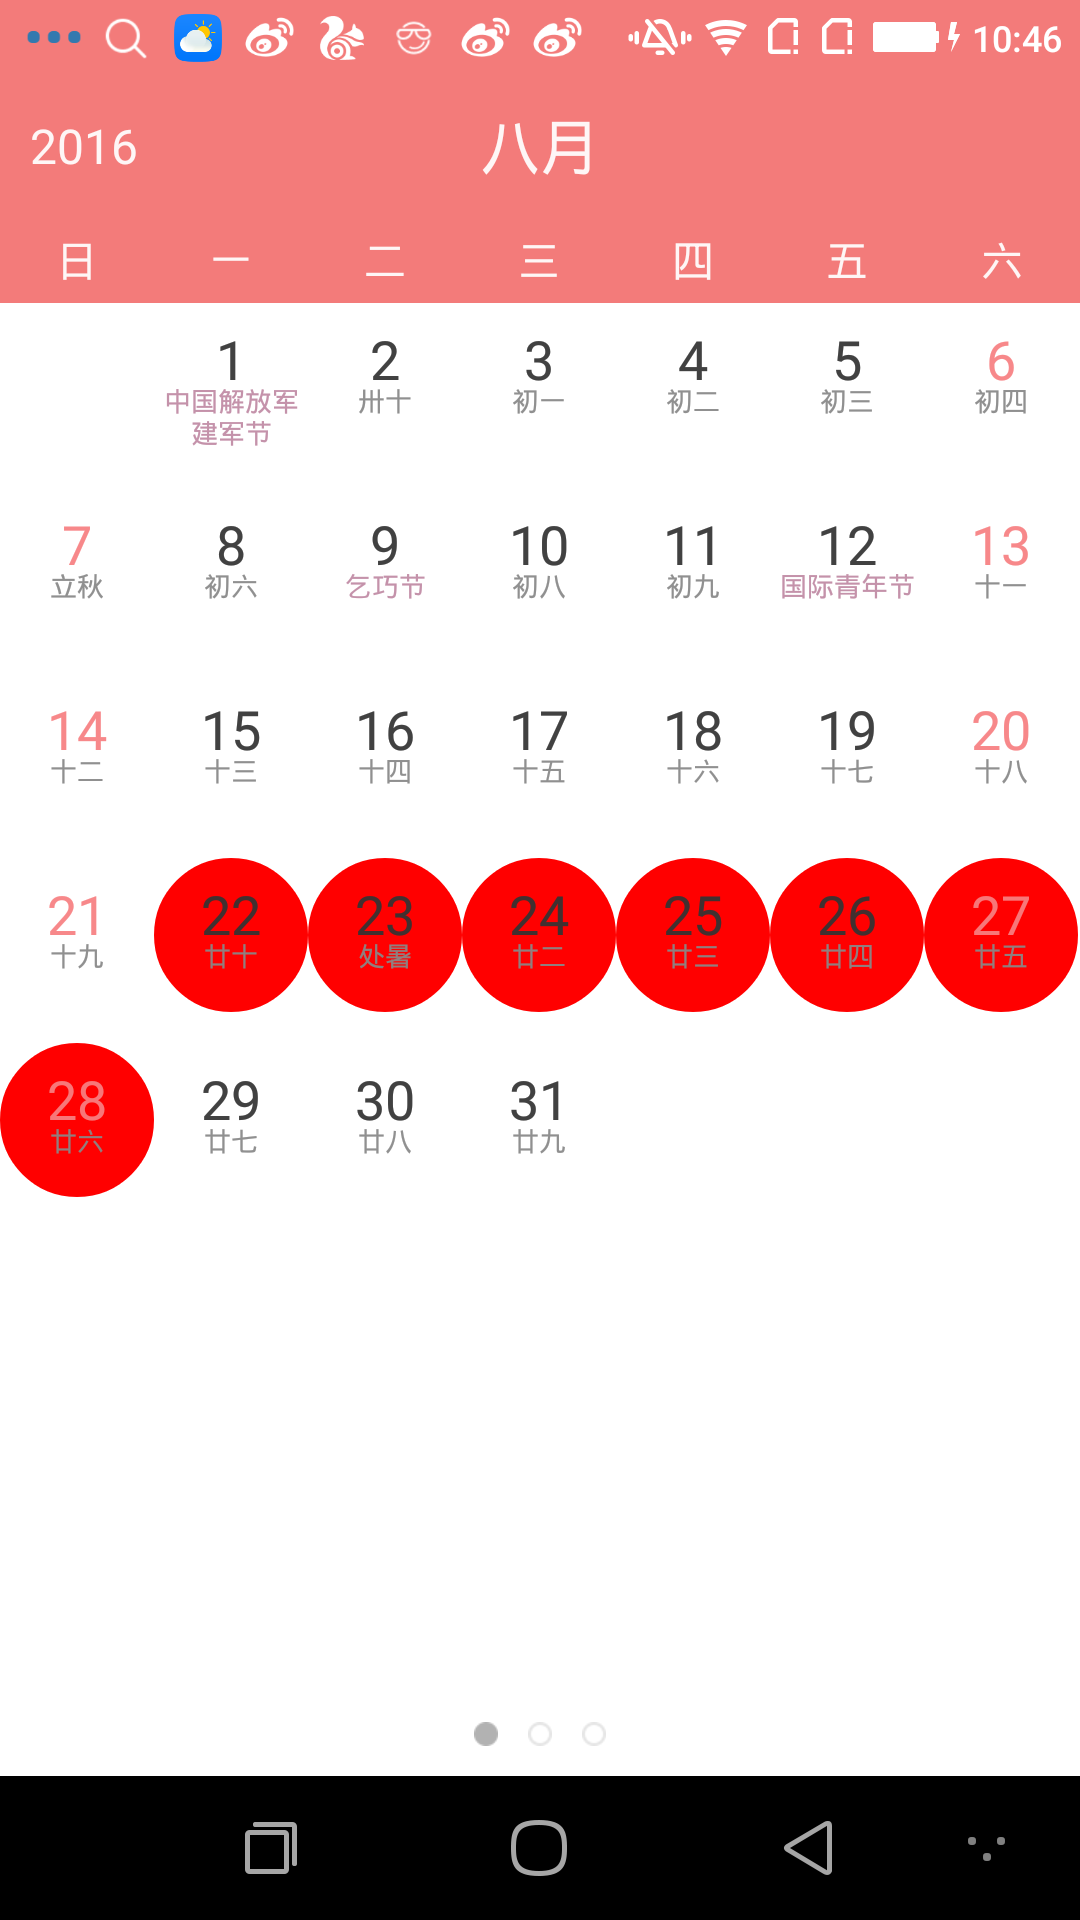 10:46
2016 八月
日 一 二 三 四 五 六
1 2 3 4 5 6
中国解放军 卅十 初一 初二 初三 初四
建军节
7 8 9 10 11 12 13
立秋 初六 乞巧节 初八 初九 国际青年节 十一
14 15 16 17 18 19 20
十二 十三 十四 十五 十六 十七 十八
21 22 23 24 25 26 27
十九 廿十 处暑 廿二 廿三 廿四 廿五
28 29 30 31
廿六 廿七 廿八 廿九